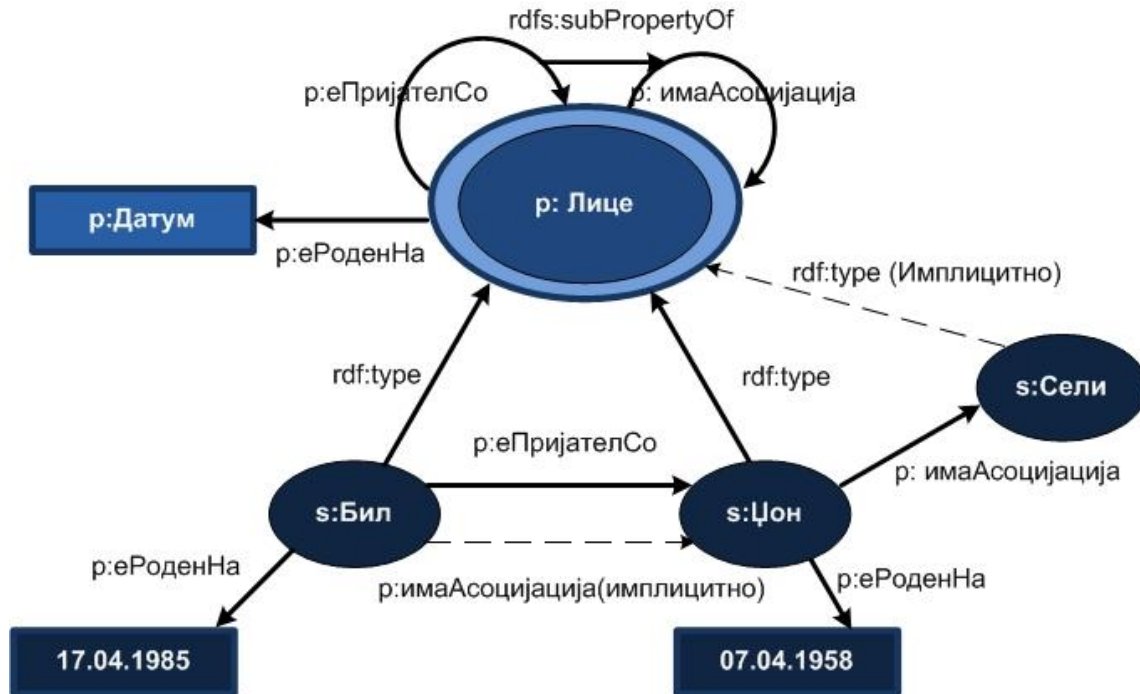 rdfs:subPropertyOf
p:еПријателСо
p: имаАсоцијација
p: Лице
p:Датум
p:еРоденНа
rdf:type (Имплицитно)
rdf:type
rdf:type
s:Сели
p:еПријателСо
p: имаАсоцијација
s:Бил
s:Џон
p:еРоденНа
p:имаАсоцијација(имплицитно)
p:еРоденНа
17.04.1985
07.04.1958